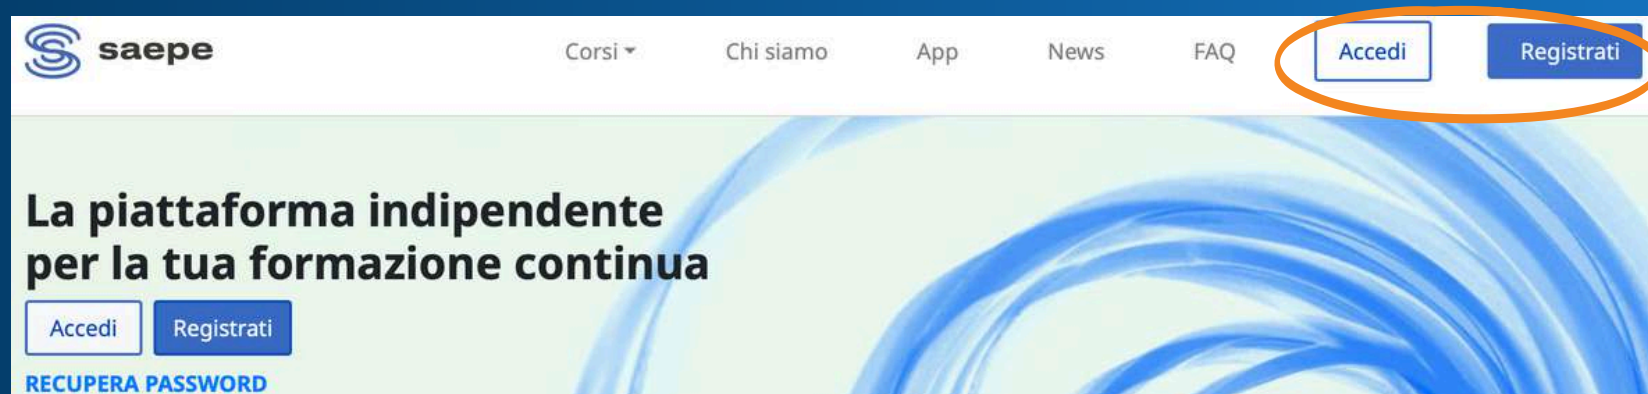 saepe
Corsi
Chi siamo
App
News
FAQ
Accedi
Registrati
La piattaforma indipendente
per la tua formazione continua
Accedi
Registrati
RECUPERA PASSWORD